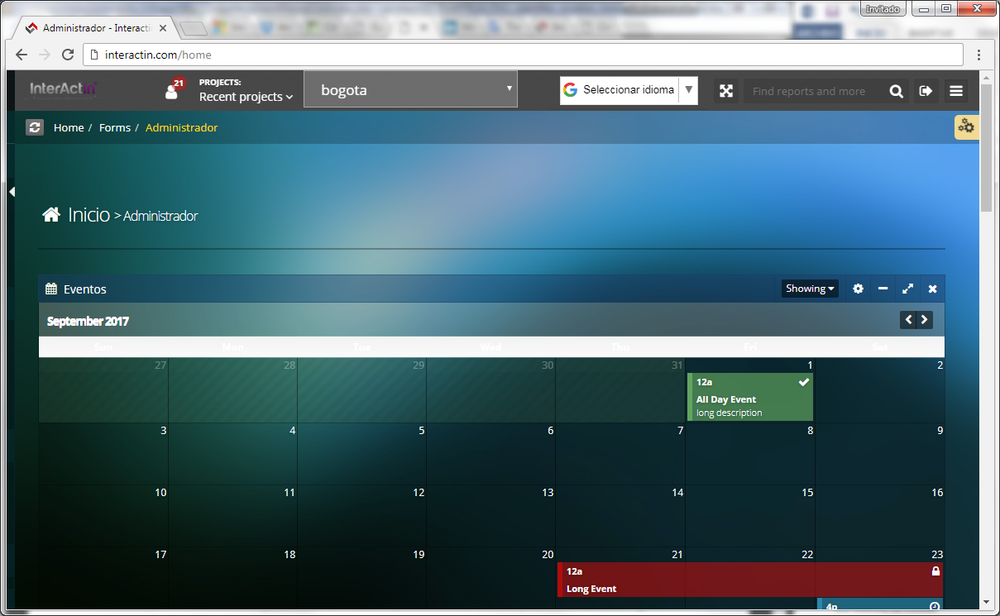 Invitado
Administrador - Interactin
interactin.com/home
InterActin
21
PROJECTS:
Recent projects
bogota
Seleccionar idioma
Find reports and more
Home / Forms / Administrador
Inicio > Administrador
Eventos
Showing
September 2017
Sun Mon Tue Wed Thu Fri Sat
27 28 29 30 31 1 2
12a
All Day Event
long description
3 4 5 6 7 8 9
10 11 12 13 14 15 16
17 18 19 20 21 22 23
12a
Long Event
4p